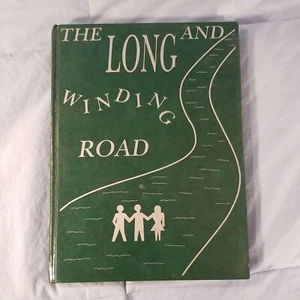 THE LONG AND
WINDING
ROAD